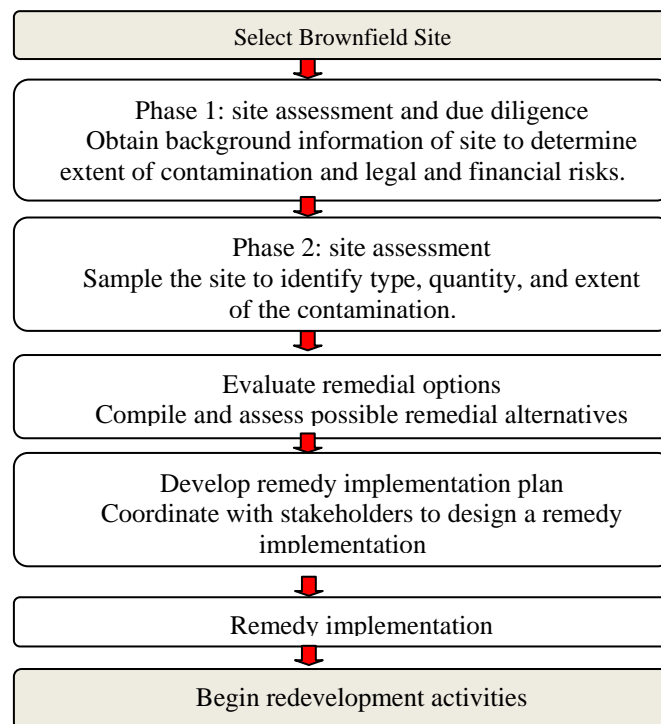 Select Brownfield Site
Phase 1: site assessment and due diligence
Obtain background information of site to determine
extent of contamination and legal and financial risks.
Phase 2: site assessment
Sample the site to identify type, quantity, and extent
of the contamination.
Evaluate remedial options
Compile and assess possible remedial alternatives
Develop remedy implementation plan
Coordinate with stakeholders to design a remedy
implementation
Remedy implementation
Begin redevelopment activities